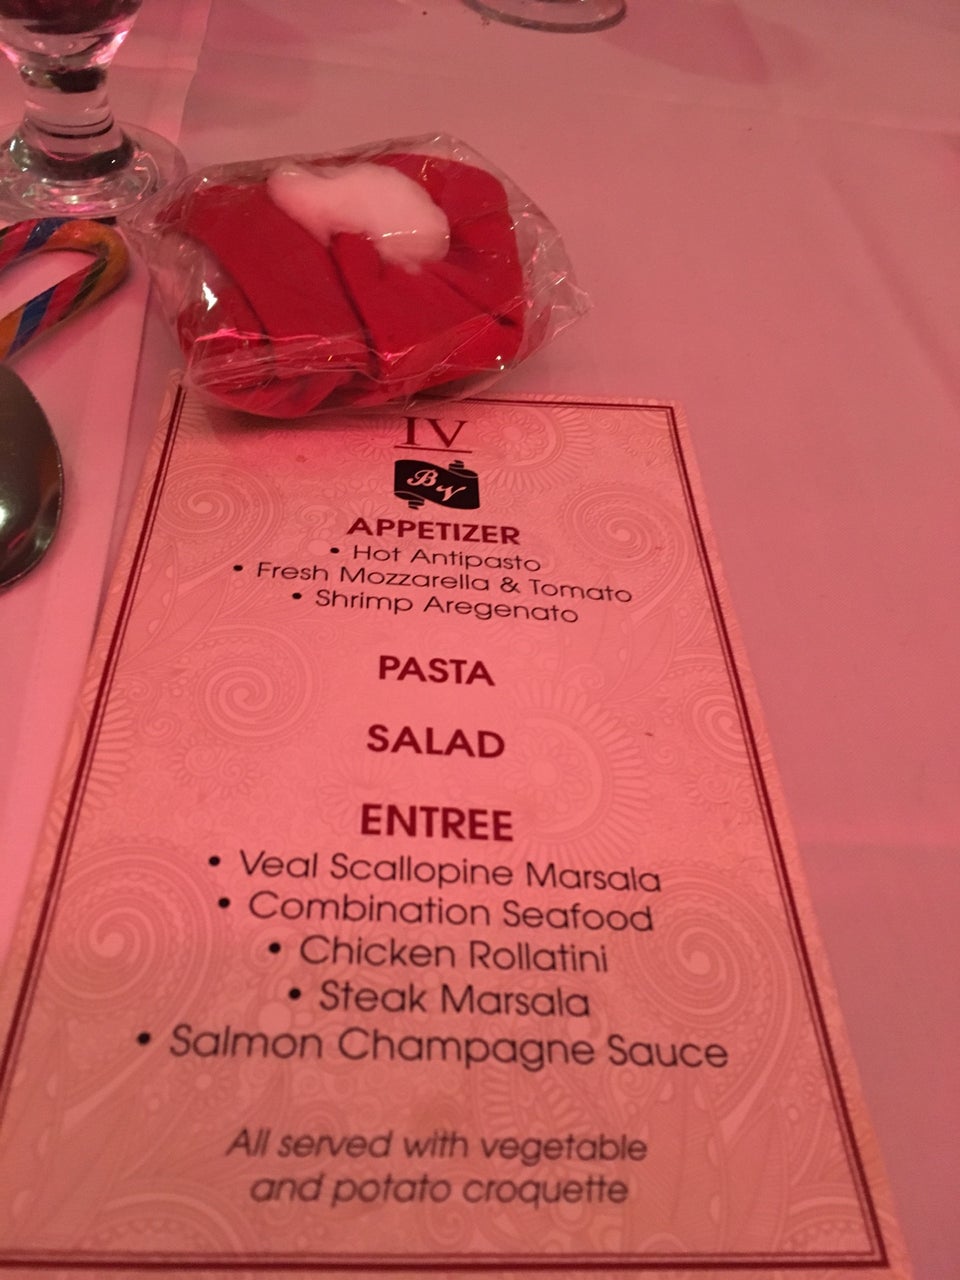 IV
BV
APPETIZER
• Hot Antipasto
• Fresh Mozzarella & Tomato
• Shrimp Aregenato
PASTA
SALAD
ENTREE
• Veal Scallopine Marsala
• Combination Seafood
• Chicken Rollatini
• Steak Marsala
• Salmon Champagne Sauce
All served with vegetable
and potato croquette